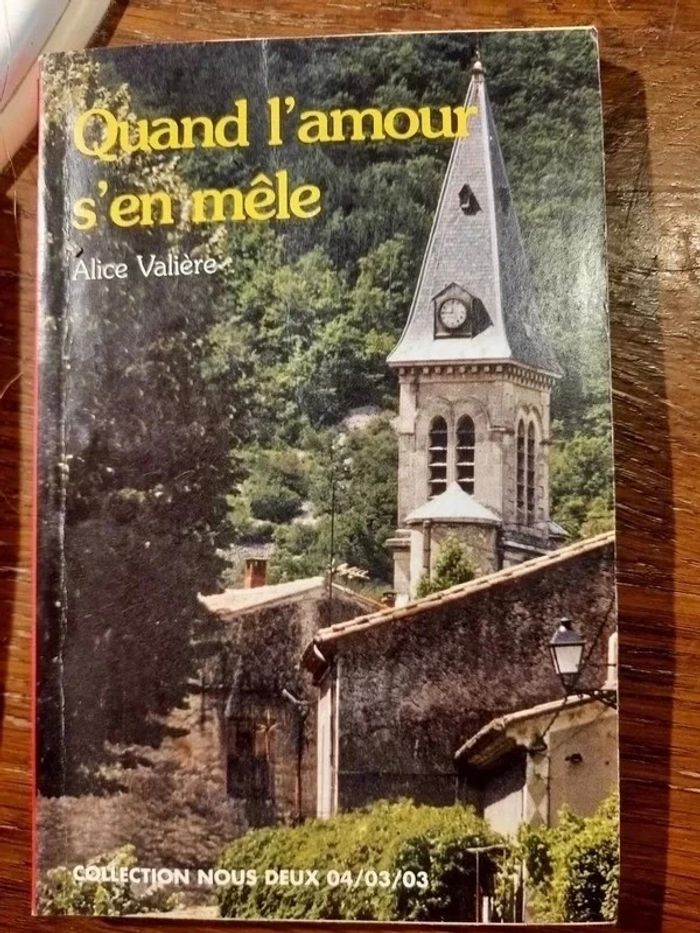 Quand l'amour
s'en mêle
Alice Valière
COLLECTION NOUS DEUX 04/03/03